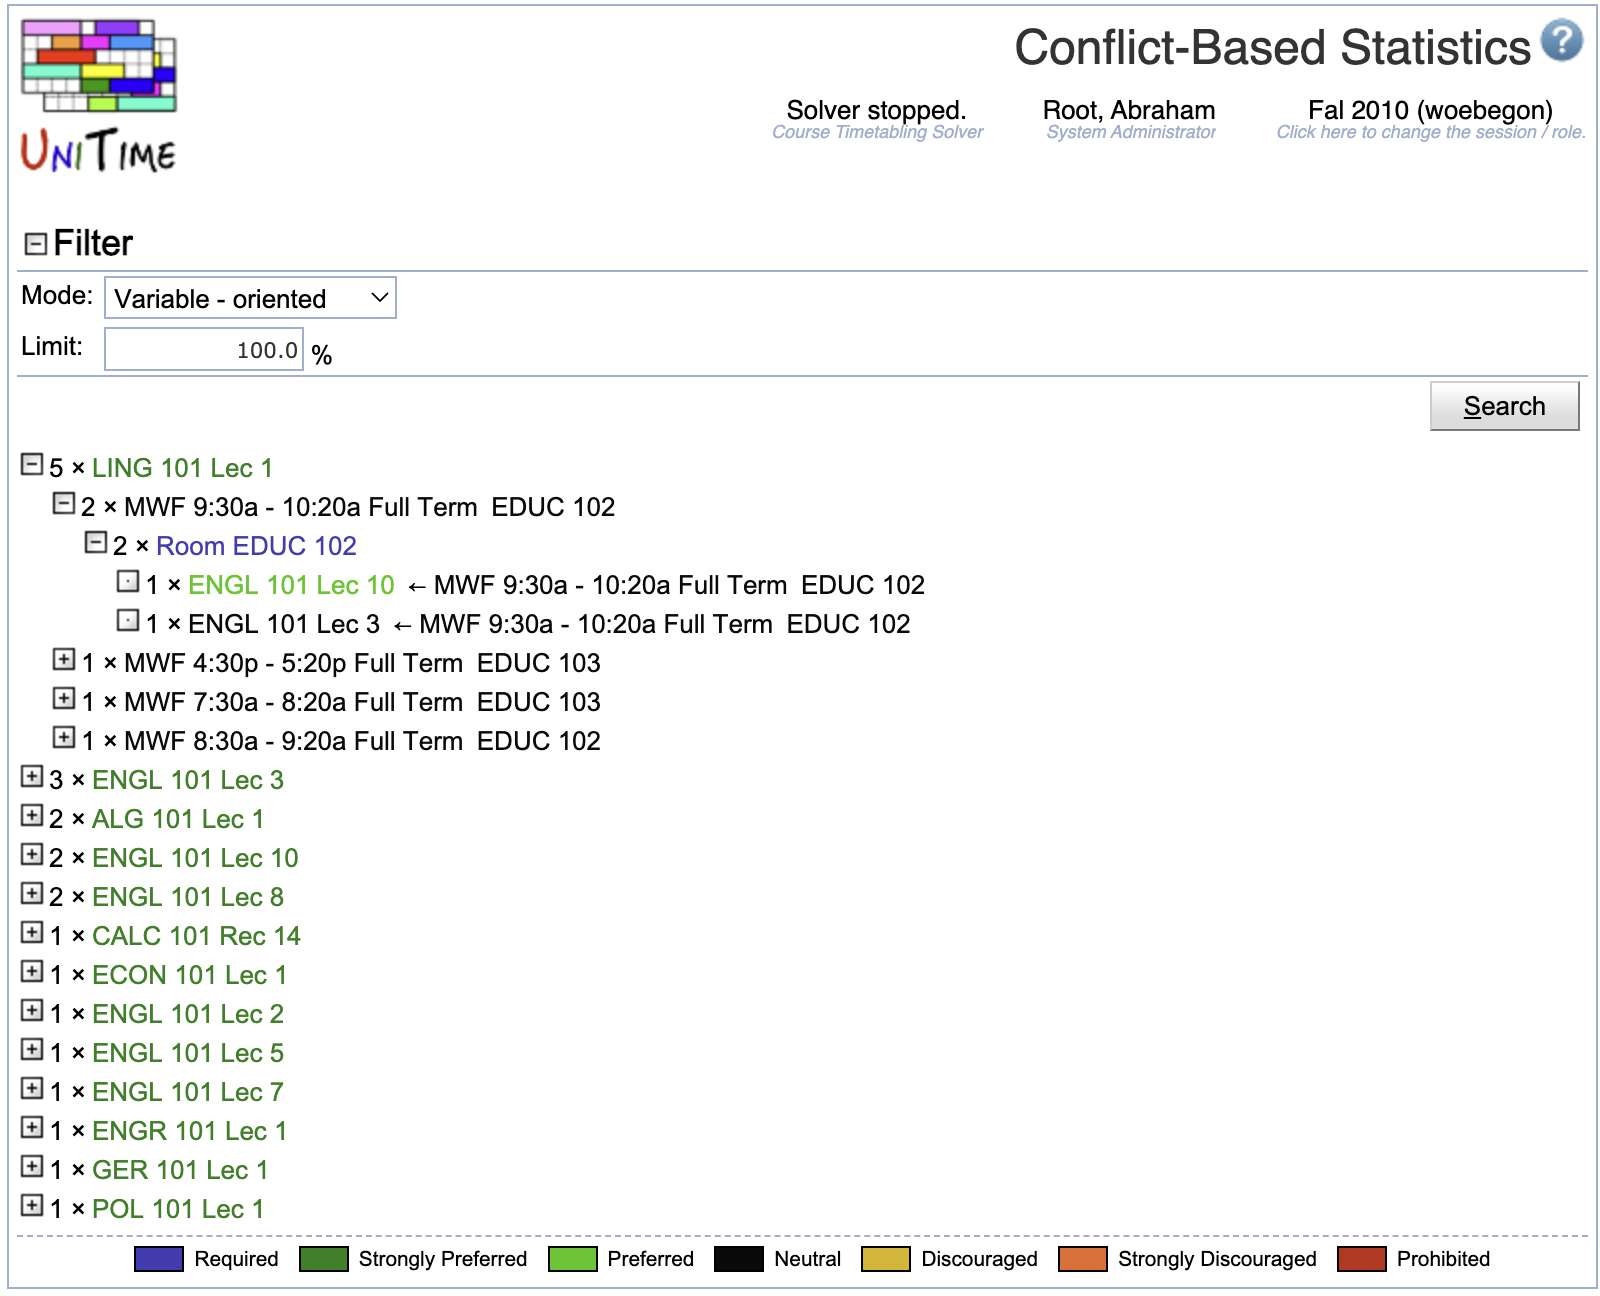 UNITIME
Conflict-Based Statistics ?
Solver stopped. Root, Abraham Fal 2010 (woebegon)
Course Timetabling Solver System Administrator Click here to change the session / role.
Filter
Mode: Variable - oriented
Limit: 100.0 %
Search
5 × LING 101 Lec 1
2 × MWF 9:30a - 10:20a Full Term EDUC 102
2 × Room EDUC 102
1 × ENGL 101 Lec 10 ← MWF 9:30a - 10:20a Full Term EDUC 102
1 × ENGL 101 Lec 3 ← MWF 9:30a - 10:20a Full Term EDUC 102
1 × MWF 4:30p - 5:20p Full Term EDUC 103
1 × MWF 7:30a - 8:20a Full Term EDUC 103
1 × MWF 8:30a - 9:20a Full Term EDUC 102
3 × ENGL 101 Lec 3
2 × ALG 101 Lec 1
2 × ENGL 101 Lec 10
2 × ENGL 101 Lec 8
1 × CALC 101 Rec 14
1 × ECON 101 Lec 1
1 × ENGL 101 Lec 2
1 × ENGL 101 Lec 5
1 × ENGL 101 Lec 7
1 × ENGR 101 Lec 1
1 × GER 101 Lec 1
1 × POL 101 Lec 1
Required Strongly Preferred Preferred Neutral Discouraged Strongly Discouraged Prohibited